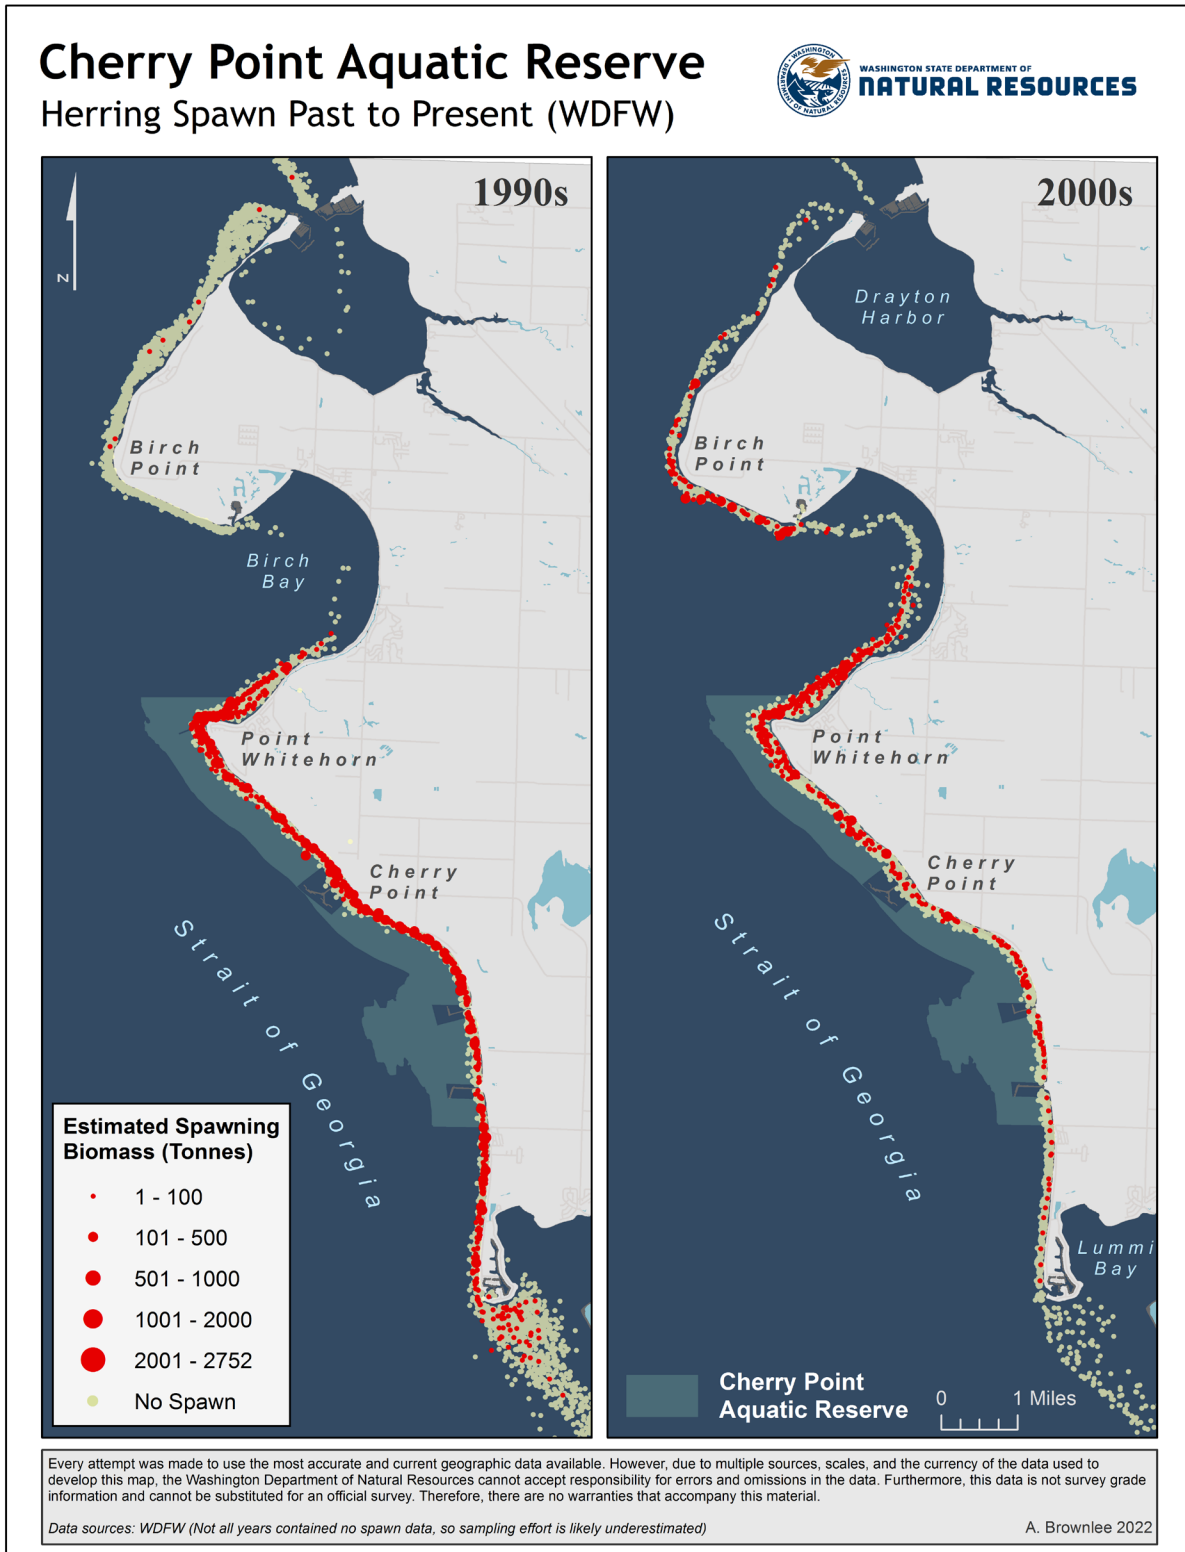 Cherry Point Aquatic Reserve
Herring Spawn Past to Present (WDFW)
WASHINGTON STATE DEPARTMENT OF
NATURAL RESOURCES
WASHINGTON
DEPARTMENT OF NATURAL RESOURCES
1990s
N
Birch
Point
Birch
Bay
Point
Whitehorn
Cherry
Point
Strait of Georgia
Estimated Spawning
Biomass (Tonnes)
1 - 100
101 - 500
501 - 1000
1001 - 2000
2001 - 2752
No Spawn
2000s
Drayton
Harbor
Birch
Point
Point
Whitehorn
Cherry
Point
Strait of Georgia
Lummi
Bay
Cherry Point
Aquatic Reserve
0 1 Miles
Every attempt was made to use the most accurate and current geographic data available. However, due to multiple sources, scales, and the currency of the data used to
develop this map, the Washington Department of Natural Resources cannot accept responsibility for errors and omissions in the data. Furthermore, this data is not survey grade
information and cannot be substituted for an official survey. Therefore, there are no warranties that accompany this material.
Data sources: WDFW (Not all years contained no spawn data, so sampling effort is likely underestimated)
A. Brownlee 2022